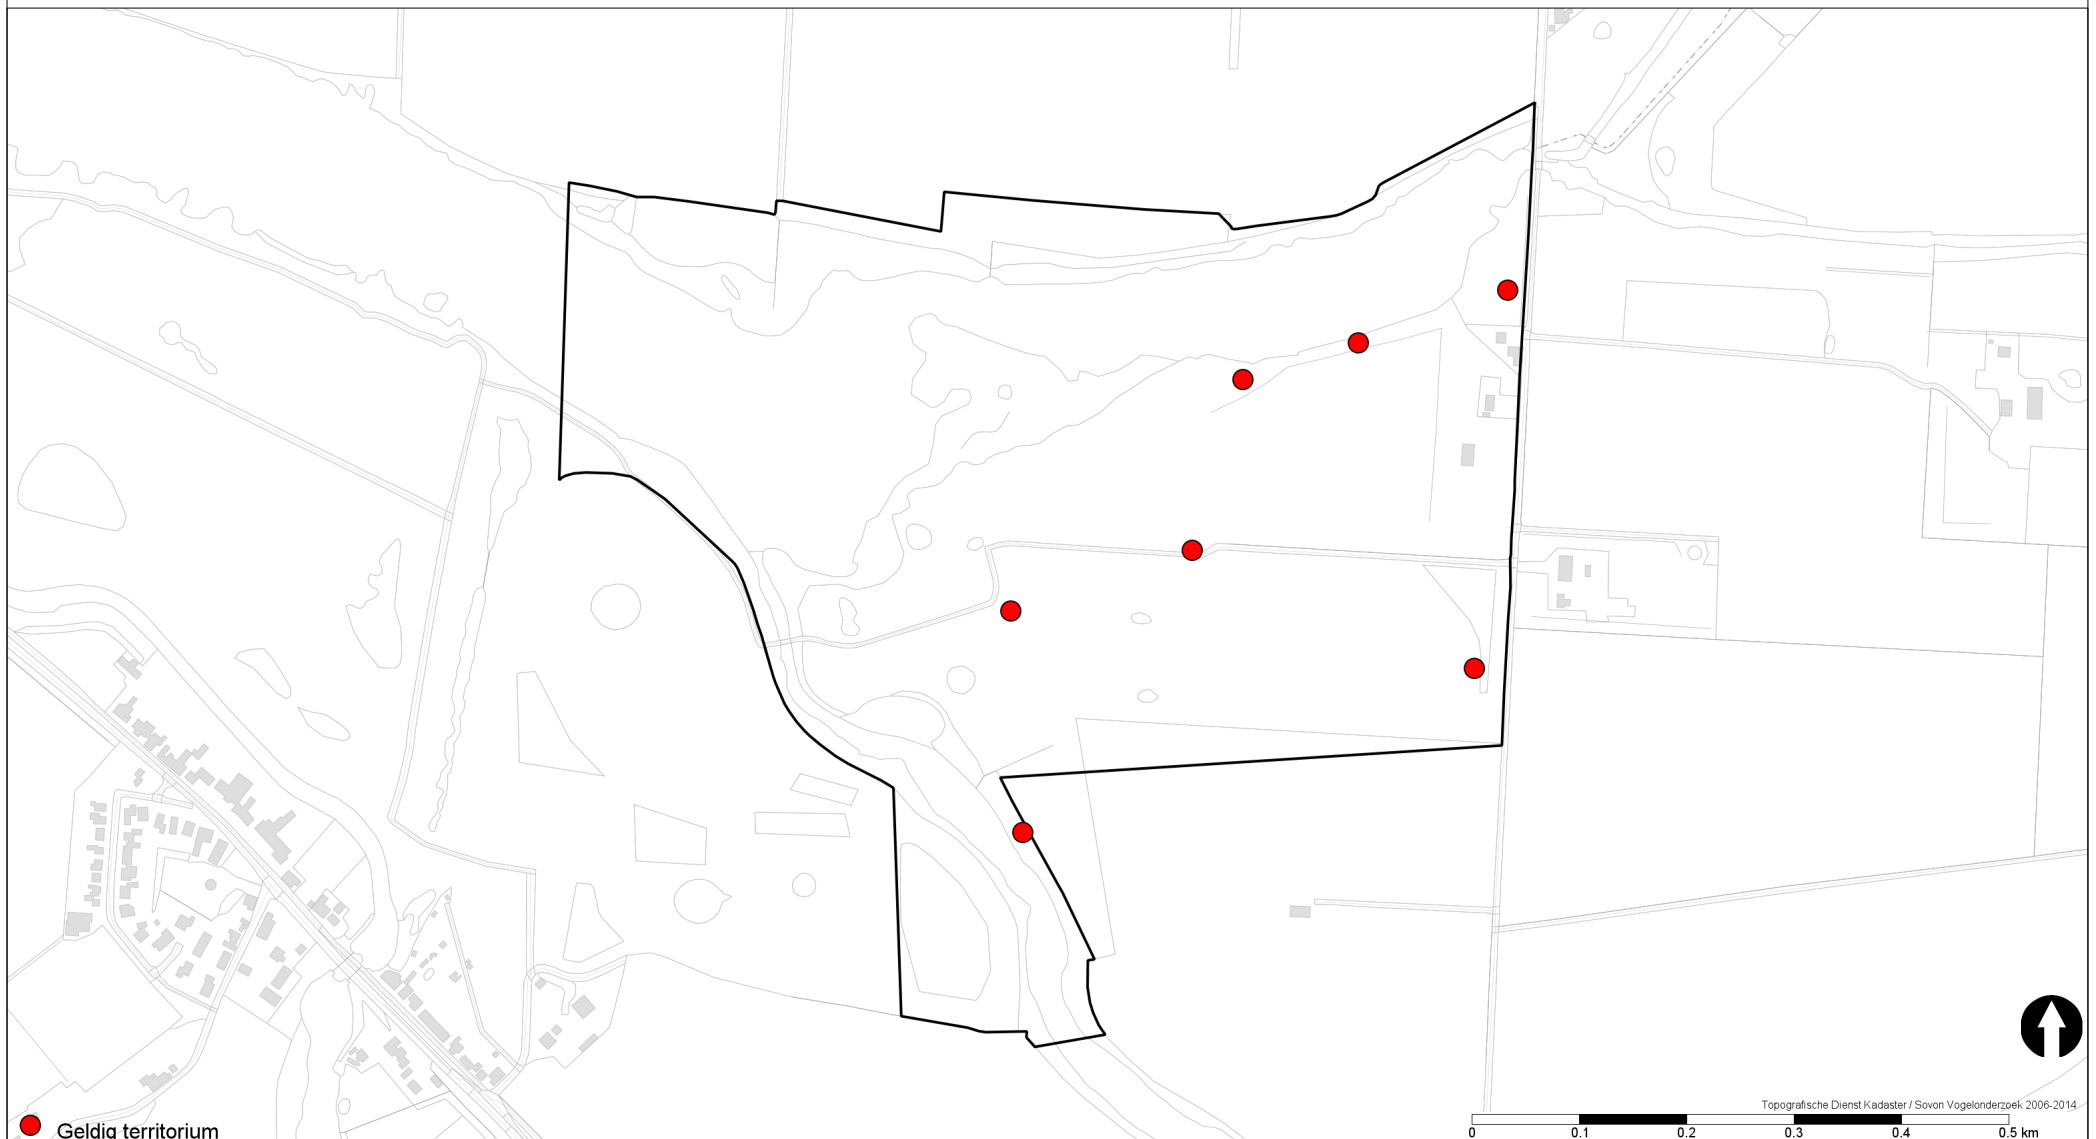 Topografische Dienst Kadaster / Sovon Vogelonderzoek 2006-2014
Geldig territorium
0 0.1 0.2 0.3 0.4 0.5 km